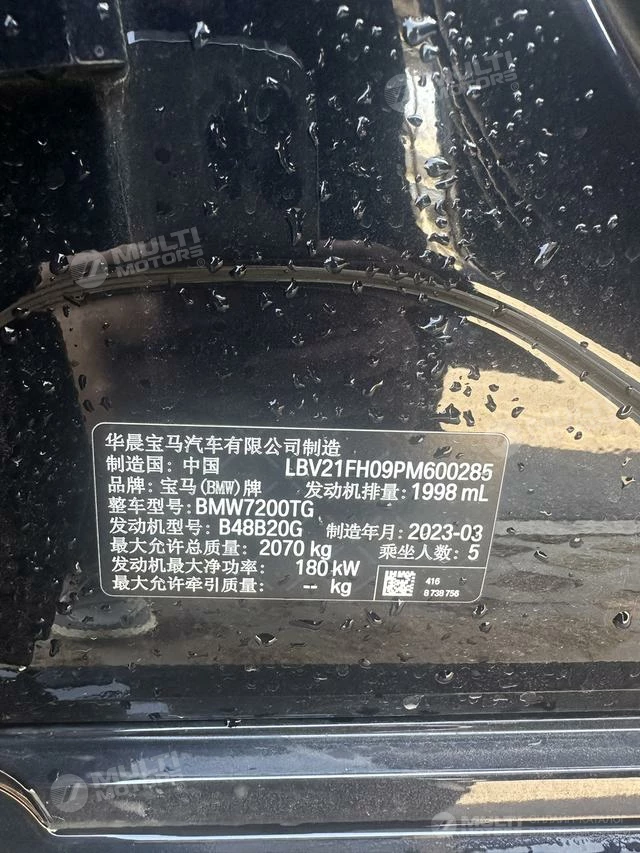 MULTI
MOTORS®
MULTI
MOTORS®
华晨宝马汽车有限公司制造
制造国: 中国 LBV21FH09PM600285
品牌: 宝马(BMW)牌 发动机排量: 1998 mL
整车型号: BMW7200TG
发动机型号: B48B20G 制造年月: 2023-03
最大允许总质量: 2070 kg 乘坐人数: 5
发动机最大净功率: 180 kW
最大允许牵引质量: -- kg
416
8 738 756
MULTI
MOTORS
MULTI
MOTORS